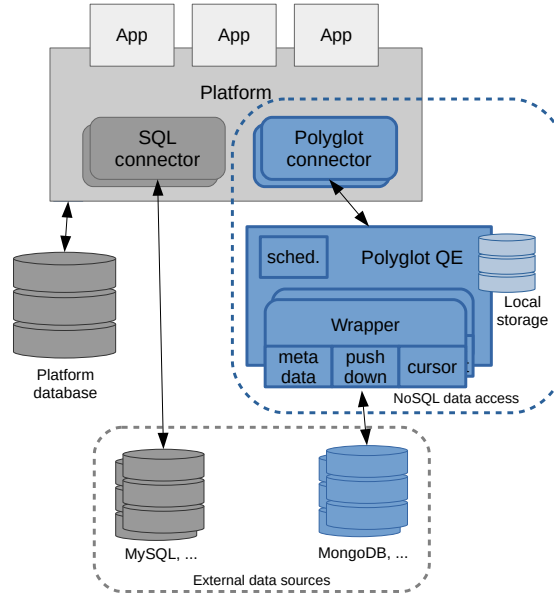 App
App
App
Platform
SQL
connector
Polyglot
connector
sched.
Polyglot QE
Local
storage
Wrapper
meta
data
push
down
cursor
Platform
database
NoSQL data access
MySQL, ...
MongoDB, ...
External data sources